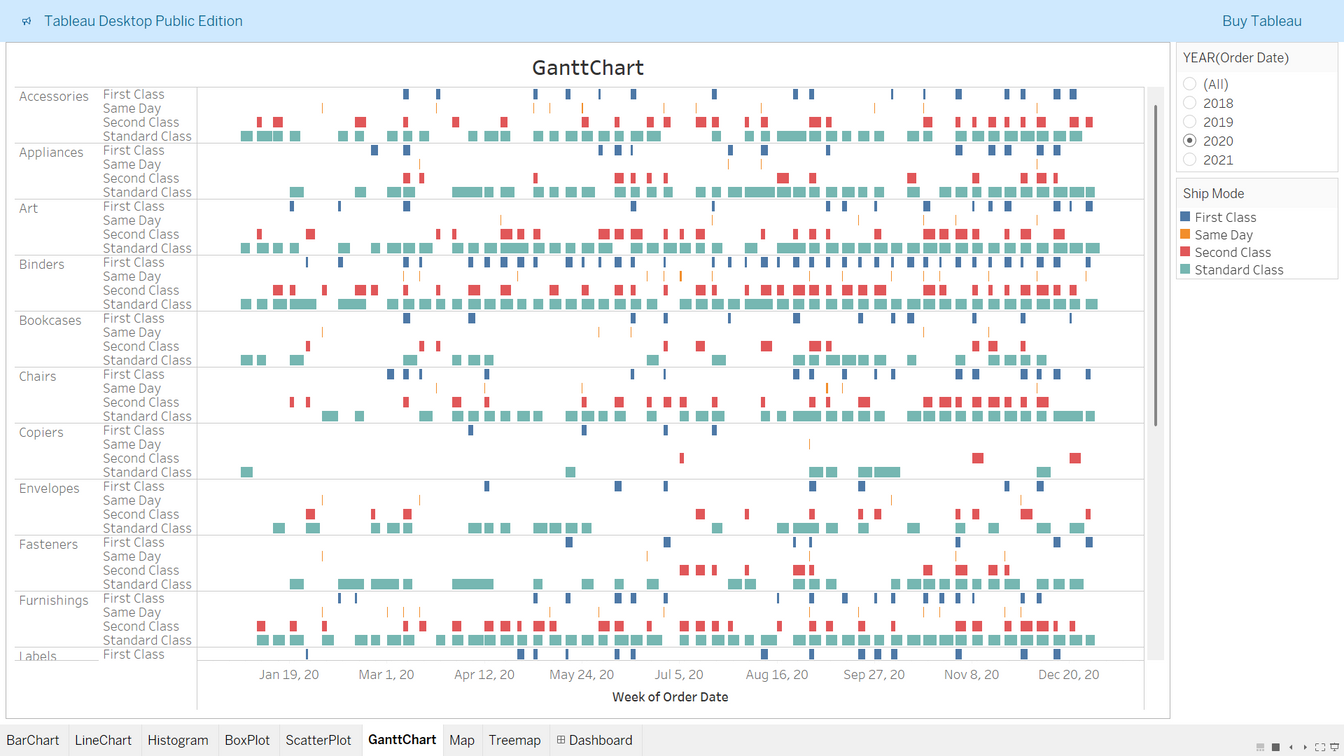 Tableau Desktop Public Edition
Buy Tableau
GanttChart
Accessories First Class
Same Day
Second Class
Standard Class
Appliances First Class
Same Day
Second Class
Standard Class
Art First Class
Same Day
Second Class
Standard Class
Binders First Class
Same Day
Second Class
Standard Class
Bookcases First Class
Same Day
Second Class
Standard Class
Chairs First Class
Same Day
Second Class
Standard Class
Copiers First Class
Same Day
Second Class
Standard Class
Envelopes First Class
Same Day
Second Class
Standard Class
Fasteners First Class
Same Day
Second Class
Standard Class
Furnishings First Class
Same Day
Second Class
Standard Class
Labels First Class
Jan 19, 20 Mar 1, 20 Apr 12, 20 May 24, 20 Jul 5, 20 Aug 16, 20 Sep 27, 20 Nov 8, 20 Dec 20, 20
Week of Order Date
YEAR(Order Date)
(All)
2018
2019
2020
2021
Ship Mode
First Class
Same Day
Second Class
Standard Class
BarChart LineChart Histogram BoxPlot ScatterPlot GanttChart Map Treemap Dashboard